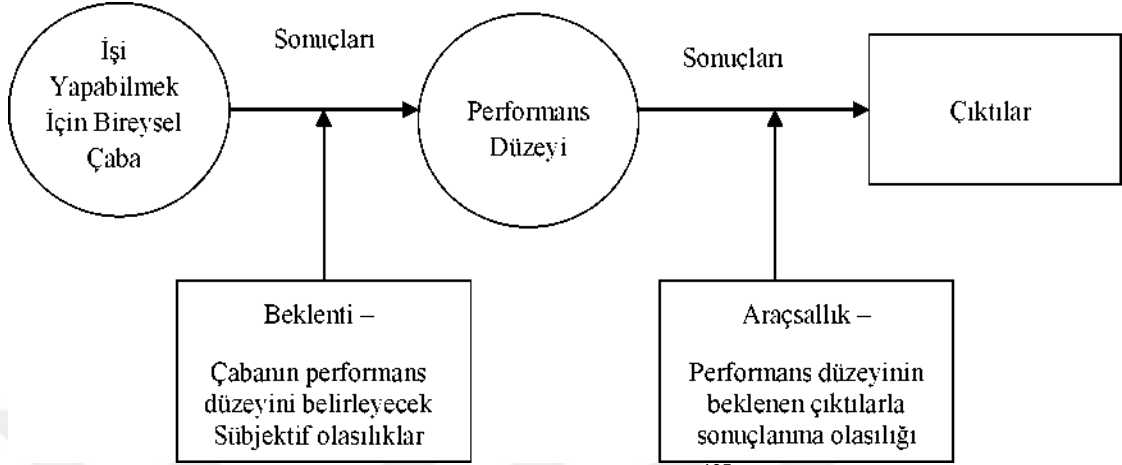 İşi
Yapabilmek
İçin Bireysel
Çaba
Sonuçları
Performans
Düzeyi
Sonuçları
Çıktılar
Beklenti –
Çabanın performans
düzeyini belirleyecek
Sübjektif olasılıklar
Araçsallık –
Performans düzeyinin
beklenen çıktılarla
sonuçlanma olasılığı